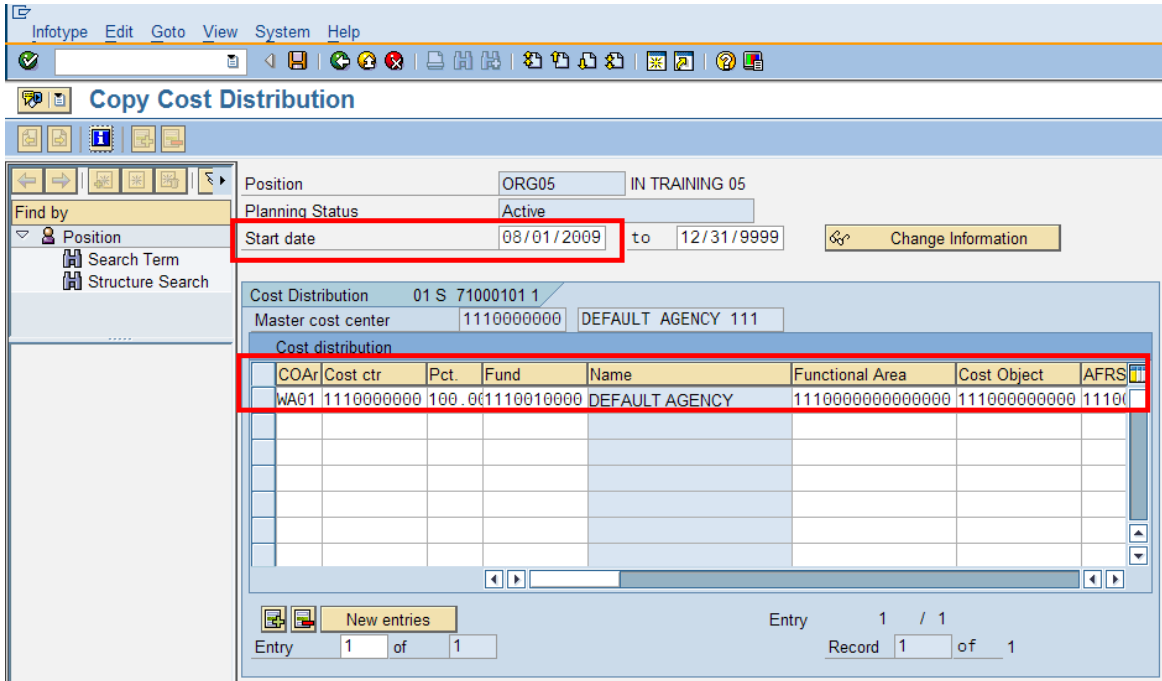 Infotype Edit Goto View System Help
Copy Cost Distribution
Find by
Position
Search Term
Structure Search
Position ORG05 IN TRAINING 05
Planning Status Active
Start date 08/01/2009 to 12/31/9999 Change Information
Cost Distribution 01 S 71000101 1
Master cost center 1110000000 DEFAULT AGENCY 111
Cost distribution
COAr Cost ctr Pct. Fund Name Functional Area Cost Object AFRS
WA01 1110000000 100.00 1110010000 DEFAULT AGENCY 1110000000000000 111000000000 1110
New entries Entry 1 / 1
Entry 1 of 1 Record 1 of 1